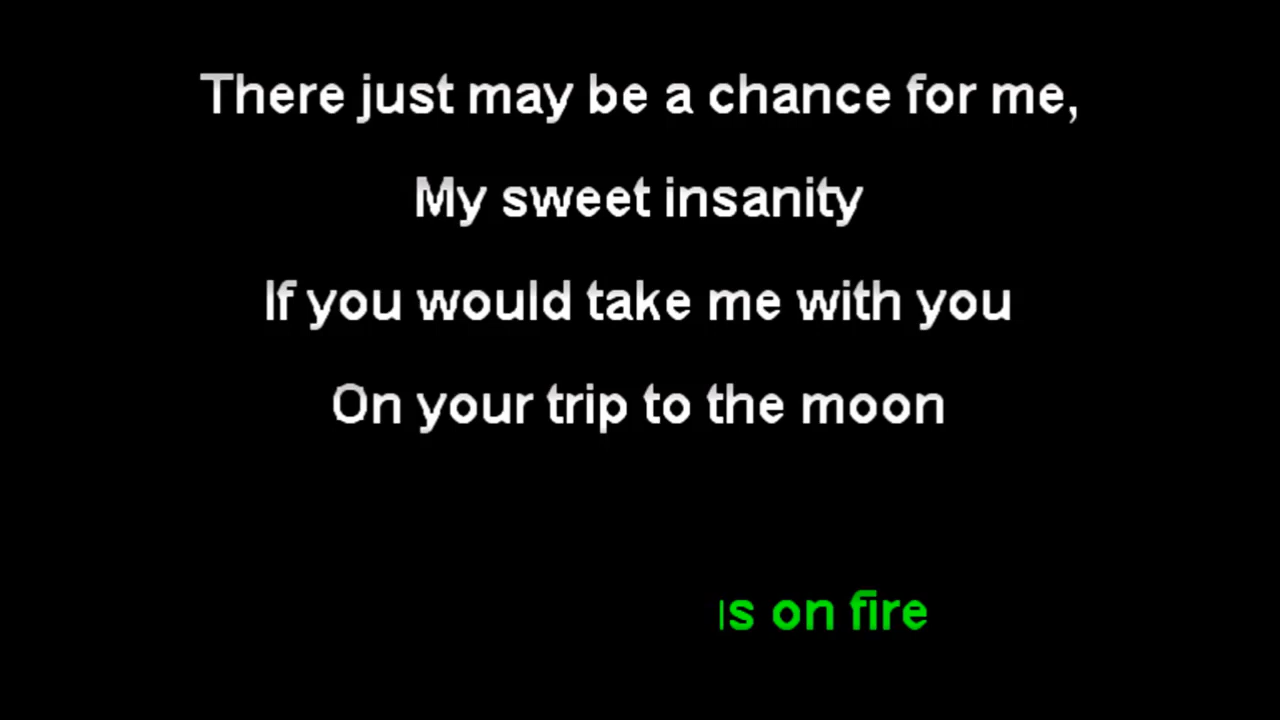 There just may be a chance for me,
My sweet insanity
If you would take me with you
On your trip to the moon
is on fire